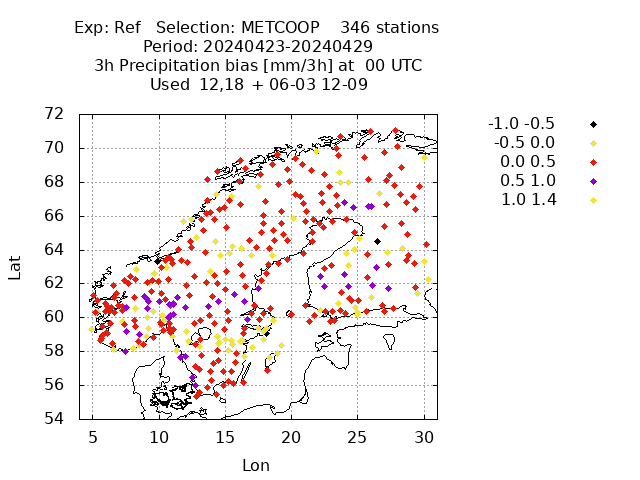 Exp: Ref   Selection: METCOOP    346 stations
Period: 20240423-20240429
3h Precipitation bias [mm/3h] at  00 UTC
Used  12,18  + 06-03 12-09
72
70
68
66
64
62
60
58
56
54
Lat
5 10 15 20 25 30
Lon
-1.0 -0.5
-0.5 0.0
0.0 0.5
0.5 1.0
1.0 1.4